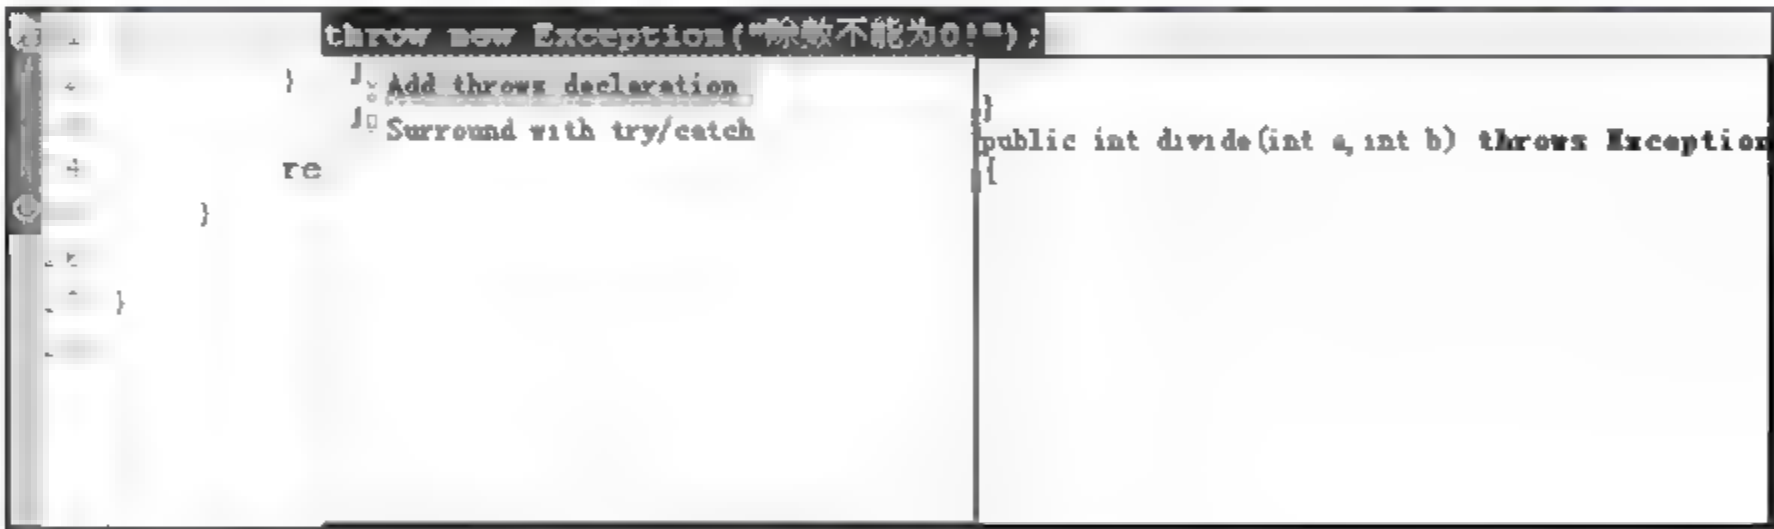 throw new Exception("除数不能为0!");
}
Add throws declaration
Surround with try/catch
re
}
}
}
public int divide(int a,int b) throws Exception
{